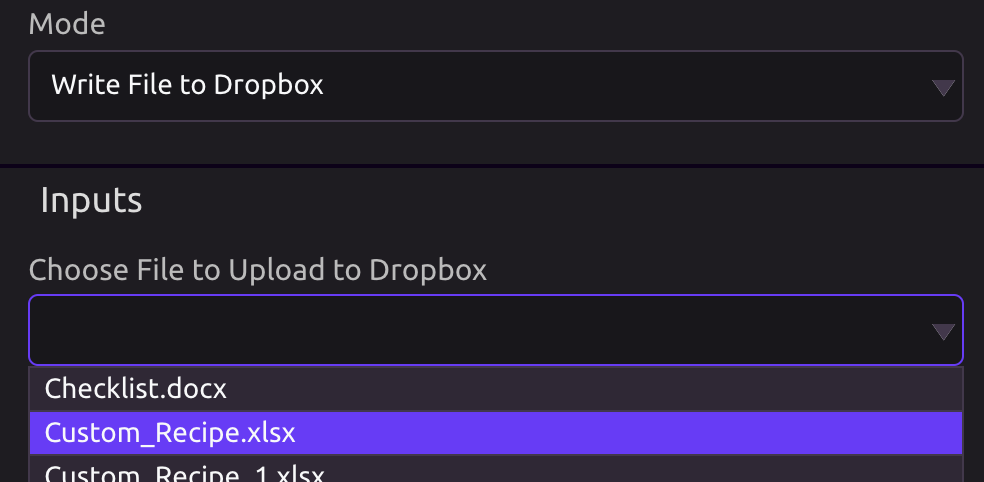 Mode
Write File to Dropbox
Inputs
Choose File to Upload to Dropbox
Checklist.docx
Custom_Recipe.xlsx
Custom_Recipe_1.xlsx